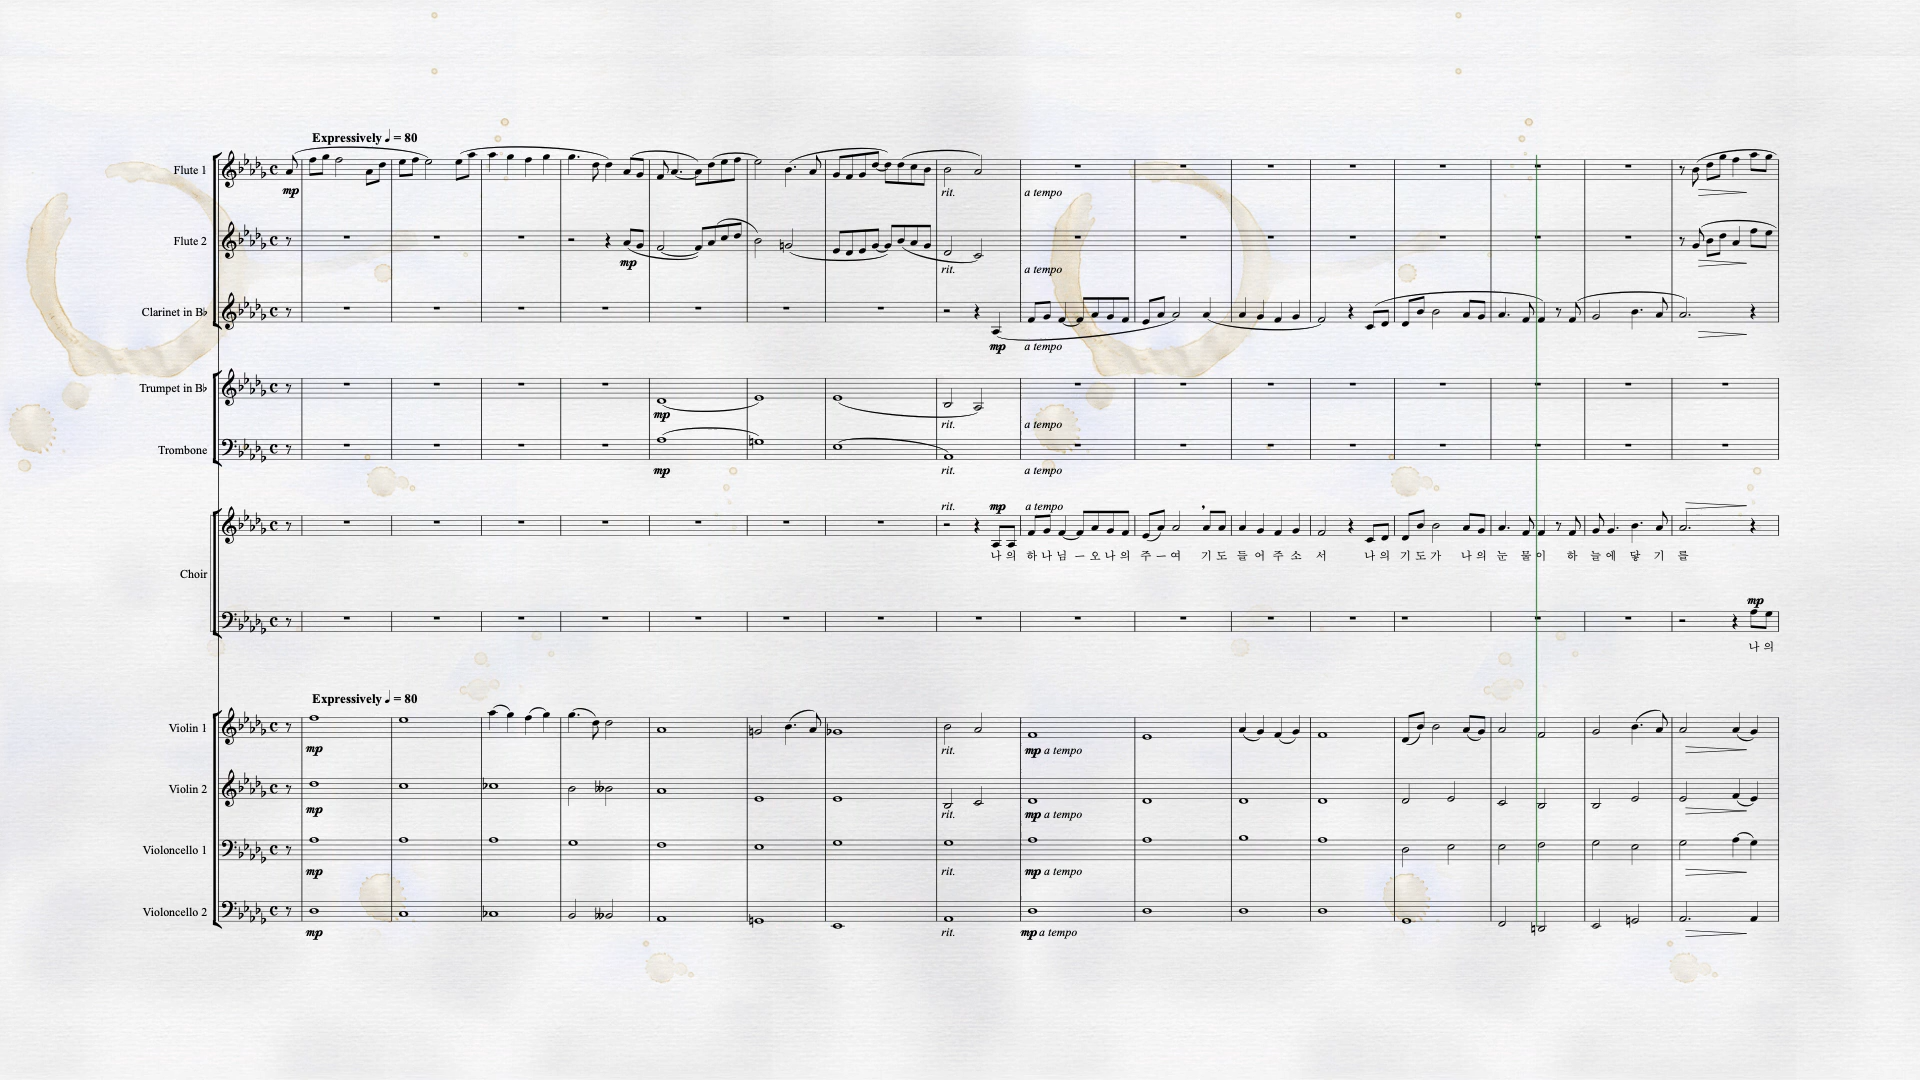 Expressively ♩ = 80
Flute 1
mp
rit.
a tempo
Flute 2
mp
rit.
a tempo
Clarinet in B♭
mp
a tempo
Trumpet in B♭
mp
rit.
a tempo
Trombone
mp
rit.
a tempo
rit.
mp
a tempo
나 의 하 나 님 ㅡ 오 나 의 주 ㅡ 여 기 도 들 어 주 소 서 나 의 기 도 가 나 의 눈 물 이 하 늘 에 닿 기 를
Choir
mp
나 의
Expressively ♩ = 80
Violin 1
mp
rit.
mp a tempo
Violin 2
mp
rit.
mp a tempo
Violoncello 1
mp
rit.
mp a tempo
Violoncello 2
mp
rit.
mp a tempo